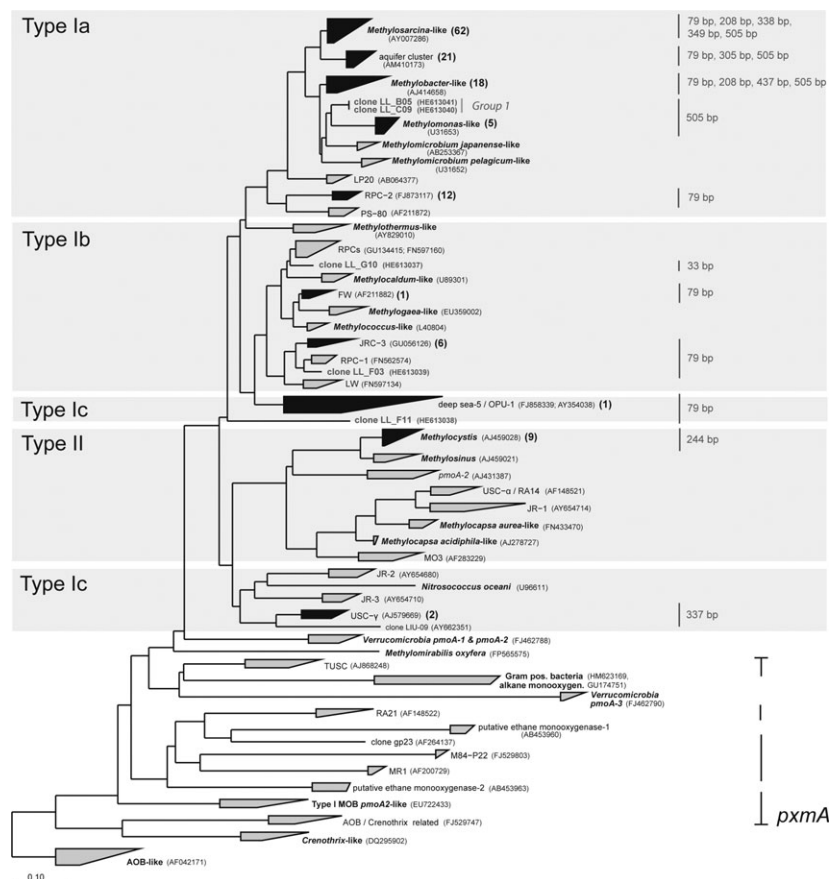 Type Ia
Methylosarcina-like (62)
(AY007286)
79 bp, 208 bp, 338 bp,
349 bp, 505 bp
aquifer cluster (21)
(AM410173)
79 bp, 305 bp, 505 bp
Methylobacter-like (18)
(AJ414658)
79 bp, 208 bp, 437 bp, 505 bp
clone LL_B05 (HE613041)
clone LL_C09 (HE613040)
Group 1
505 bp
Methylomonas-like (5)
(U31653)
Methylomicrobium japanense-like
(AB253367)
Methylomicrobium pelagicum-like
(U31652)
LP20 (AB064377)
RPC-2 (FJ873117) (12)
79 bp
PS-80 (AF211872)
Type Ib
Methylothermus-like
(AY829010)
RPCs (GU134415; FN597160)
clone LL_G10 (HE613037)
33 bp
Methylocaldum-like (U89301)
FW (AF211882) (1)
79 bp
Methylogaea-like (EU359002)
Methylococcus-like (L40804)
JRC-3 (GU056126) (6)
RPC-1 (FN562574)
79 bp
clone LL_F03 (HE613039)
LW (FN597134)
Type Ic
deep sea-5 / OPU-1 (FJ858339; AY354038) (1)
79 bp
clone LL_F11 (HE613038)
Type II
Methylocystis (AJ459028) (9)
244 bp
Methylosinus (AJ459021)
pmoA-2 (AJ431387)
USC-α / RA14 (AF148521)
JR-1 (AY654714)
Methylocapsa aurea-like (FN433470)
Methylocapsa acidiphila-like (AJ278727)
MO3 (AF283229)
Type Ic
JR-2 (AY654680)
Nitrosococcus oceani (U96611)
JR-3 (AY654710)
USC-γ (AJ579669) (2)
337 bp
clone LIU-09 (AY662351)
Verrucomicrobia pmoA-1 & pmoA-2 (FJ462788)
Methylomirabilis oxyfera (FP565575)
TUSC (AJ868248)
Gram pos. bacteria (HM623169,
alkane monooxygen. GU174751)
Verrucomicrobia
pmoA-3 (FJ462790)
RA21 (AF148522)
putative ethane monooxygenase-1
(AB453960)
clone gp23 (AF264137)
M84-P22 (FJ529803)
MR1 (AF200729)
putative ethane monooxygenase-2 (AB453963)
Type I MOB pmoA2-like (EU722433)
pxmA
AOB / Crenothrix related (FJ529747)
Crenothrix-like (DQ295902)
AOB-like (AF042171)
0.10